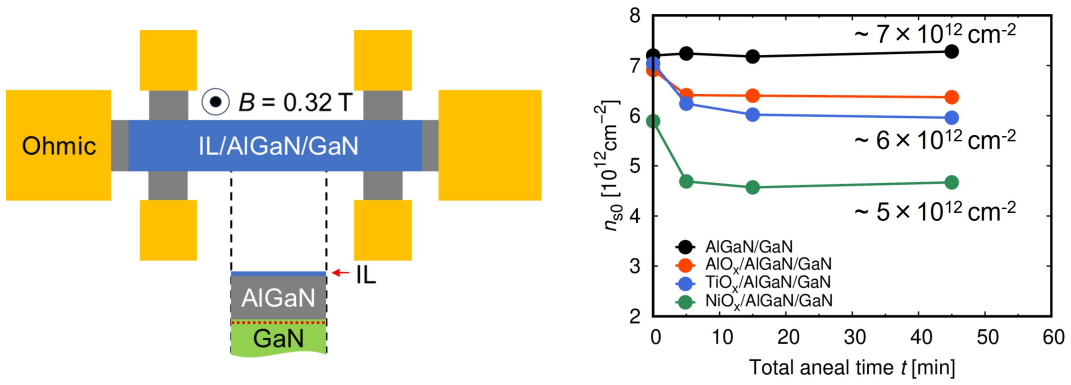 B = 0.32 T
Ohmic
IL/AlGaN/GaN
IL
AlGaN
GaN
8
7
6
5
4
3
2
n_s0 [10^12cm^−2]
~ 7 × 10^12 cm^-2
~ 6 × 10^12 cm^-2
~ 5 × 10^12 cm^-2
AlGaN/GaN
AlO_x/AlGaN/GaN
TiO_x/AlGaN/GaN
NiO_x/AlGaN/GaN
0 10 20 30 40 50 60
Total aneal time t [min]